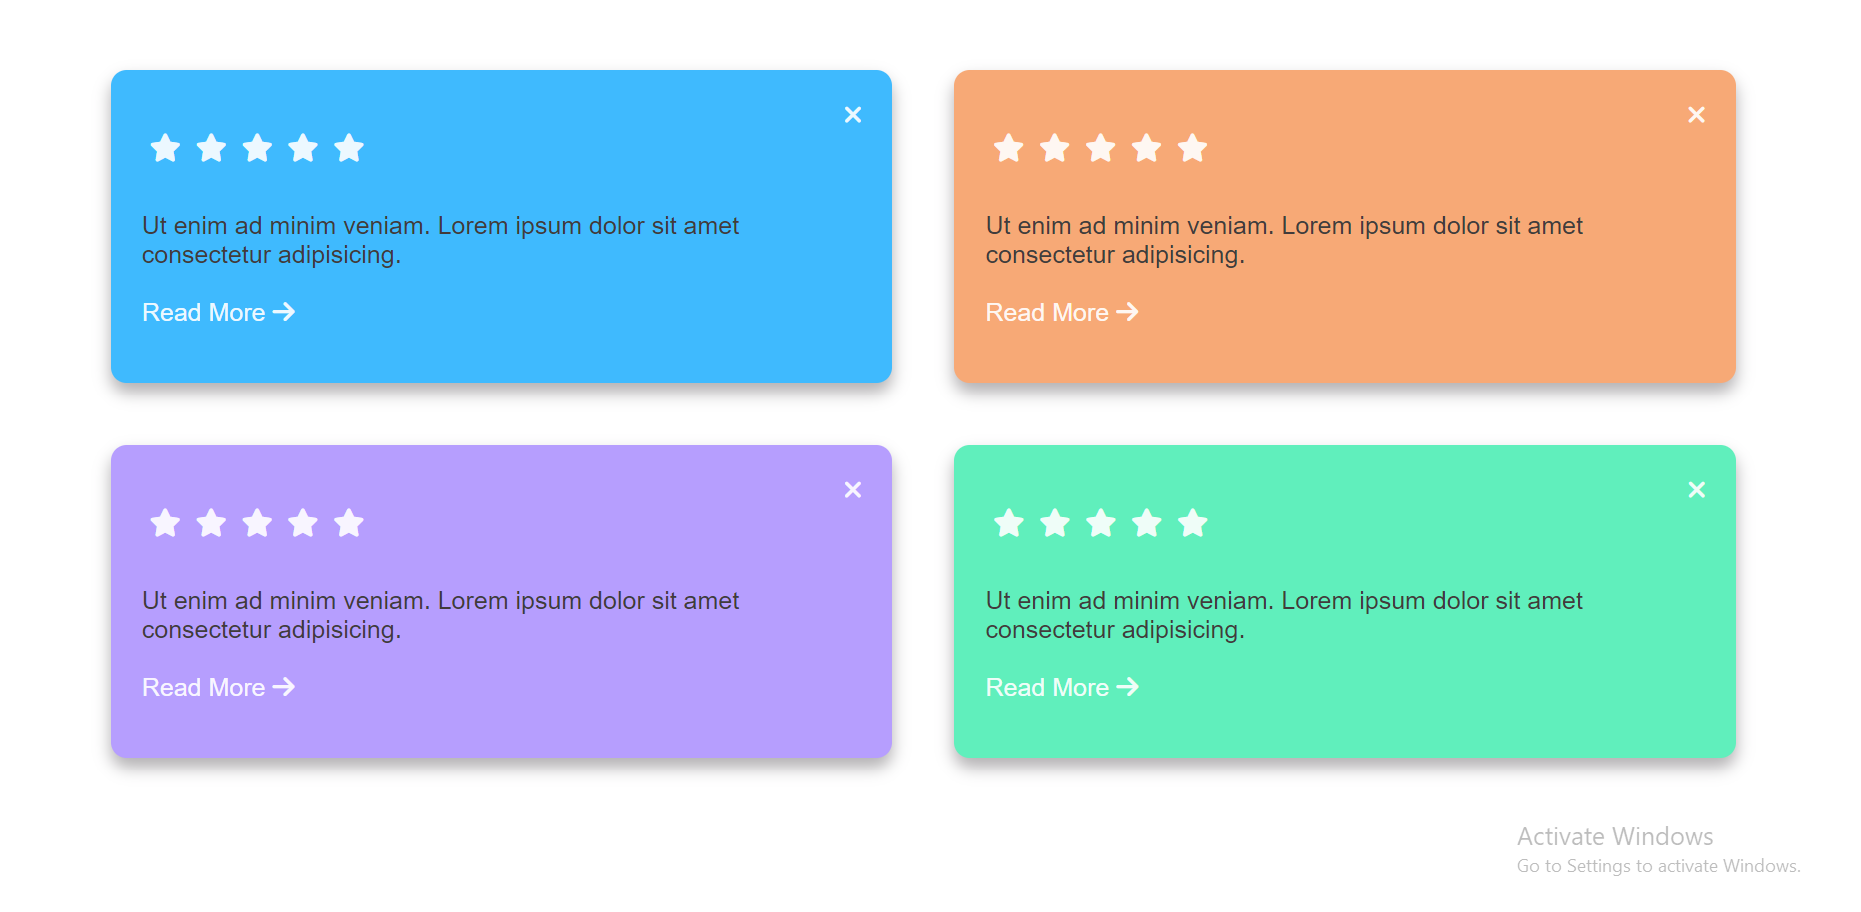 Ut enim ad minim veniam. Lorem ipsum dolor sit amet
consectetur adipisicing.
Read More
Ut enim ad minim veniam. Lorem ipsum dolor sit amet
consectetur adipisicing.
Read More
Ut enim ad minim veniam. Lorem ipsum dolor sit amet
consectetur adipisicing.
Read More
Ut enim ad minim veniam. Lorem ipsum dolor sit amet
consectetur adipisicing.
Read More
Activate Windows
Go to Settings to activate Windows.